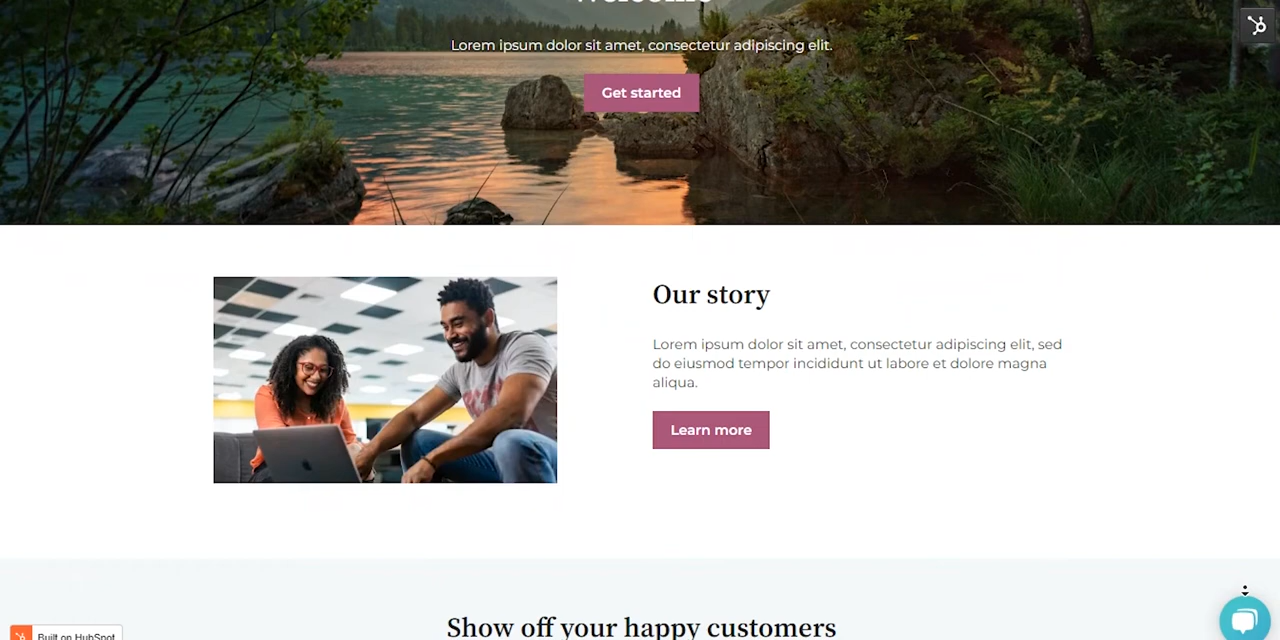 Welcome
Lorem ipsum dolor sit amet, consectetur adipiscing elit.
Get started
Our story
Lorem ipsum dolor sit amet, consectetur adipiscing elit, sed
do eiusmod tempor incididunt ut labore et dolore magna
aliqua.
Learn more
Show off your happy customers
Built on HubSpot